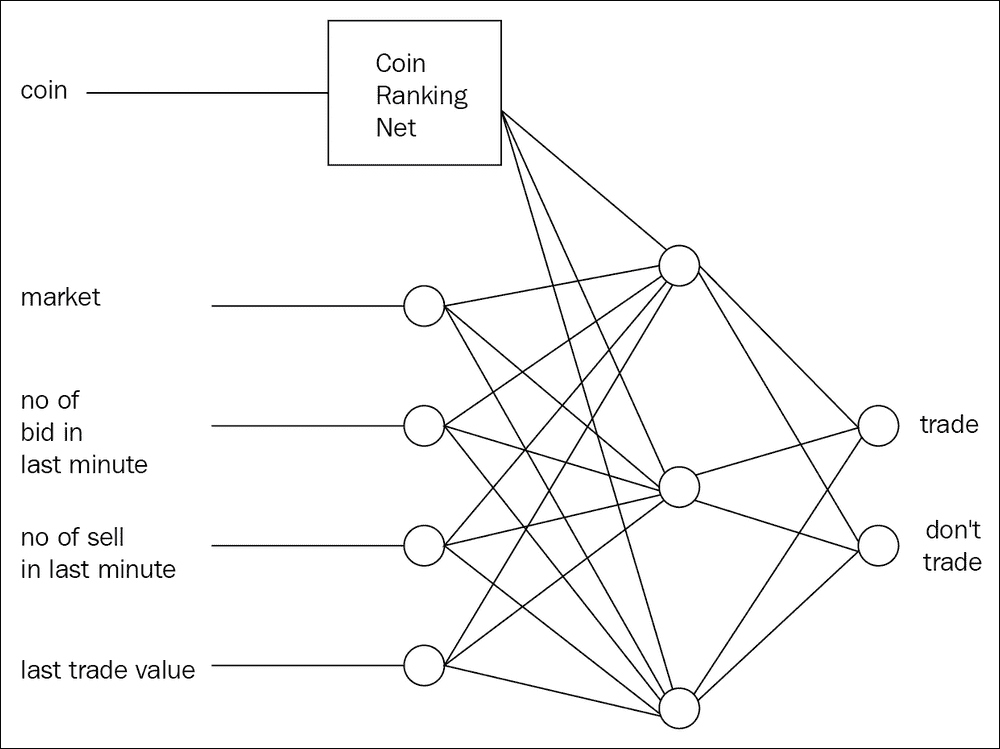 coin
Coin
Ranking
Net
market
no of
bid in
last minute
no of sell
in last minute
last trade value
trade
don't
trade